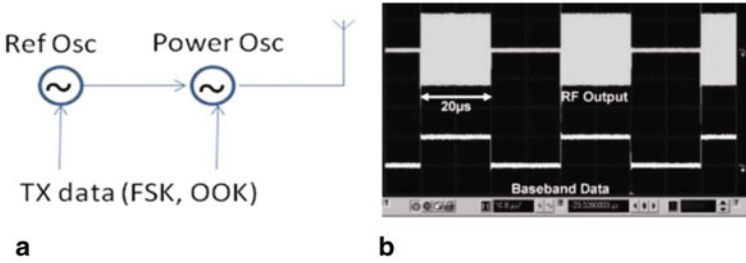 Ref Osc
Power Osc
TX data (FSK, OOK)
a
RF Output
20μs
Baseband Data
b